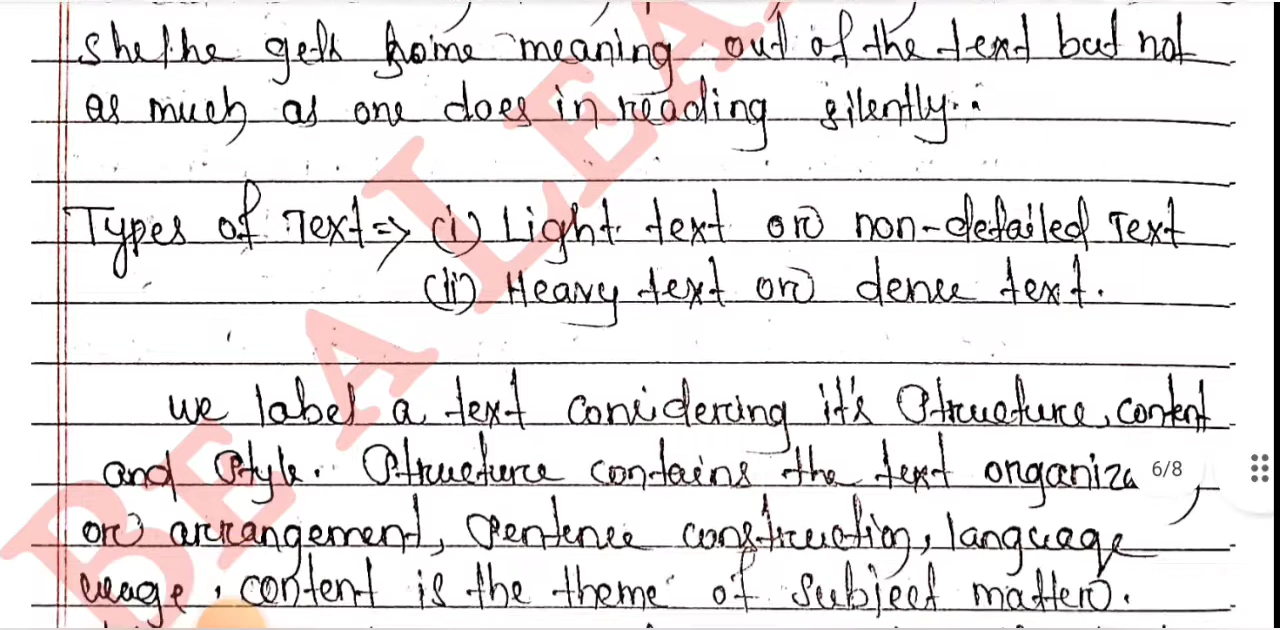 she/he gets some meaning out of the text but not
as much as one does in reading silently.
Types of Text => (i) Light text or non-detailed Text
(ii) Heavy text or dense text.
we label a text considering it's Structure, content
and Style. Structure contains the text organiza
or arrangement, Sentence construction, language
usage. content is the theme of subject matter.
6/8
BE A LEA